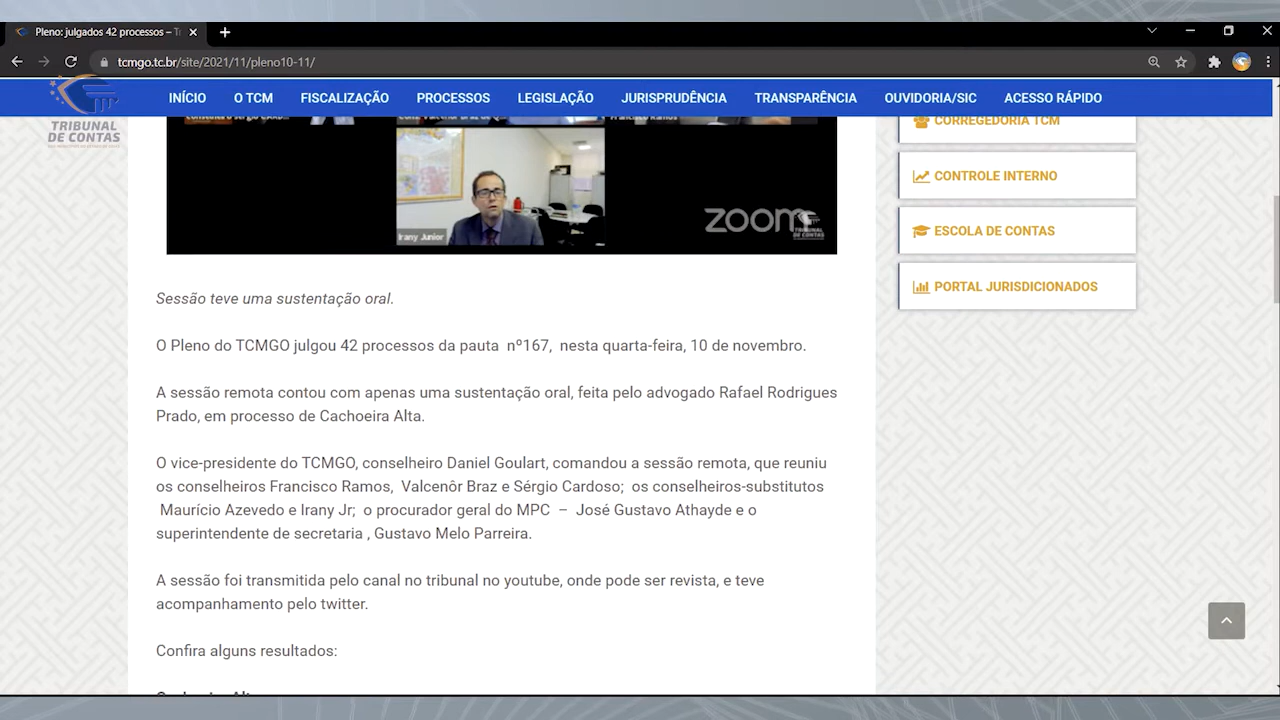 Pleno: julgados 42 processos –
tcmgo.tc.br/site/2021/11/pleno10-11/
INÍCIO O TCM FISCALIZAÇÃO PROCESSOS LEGISLAÇÃO JURISPRUDÊNCIA TRANSPARÊNCIA OUVIDORIA/SIC ACESSO RÁPIDO
TRIBUNAL
DE CONTAS
Francisco Ramos
CORREGEDORIA TCM
CONTROLE INTERNO
ESCOLA DE CONTAS
PORTAL JURISDICIONADOS
zoom
TRIBUNAL
DE CONTAS
Irany Junior
Sessão teve uma sustentação oral.
O Pleno do TCMGO julgou 42 processos da pauta nº167, nesta quarta-feira, 10 de novembro.
A sessão remota contou com apenas uma sustentação oral, feita pelo advogado Rafael Rodrigues
Prado, em processo de Cachoeira Alta.
O vice-presidente do TCMGO, conselheiro Daniel Goulart, comandou a sessão remota, que reuniu
os conselheiros Francisco Ramos, Valcenôr Braz e Sérgio Cardoso; os conselheiros-substitutos
Maurício Azevedo e Irany Jr; o procurador geral do MPC – José Gustavo Athayde e o
superintendente de secretaria , Gustavo Melo Parreira.
A sessão foi transmitida pelo canal no tribunal no youtube, onde pode ser revista, e teve
acompanhamento pelo twitter.
Confira alguns resultados: